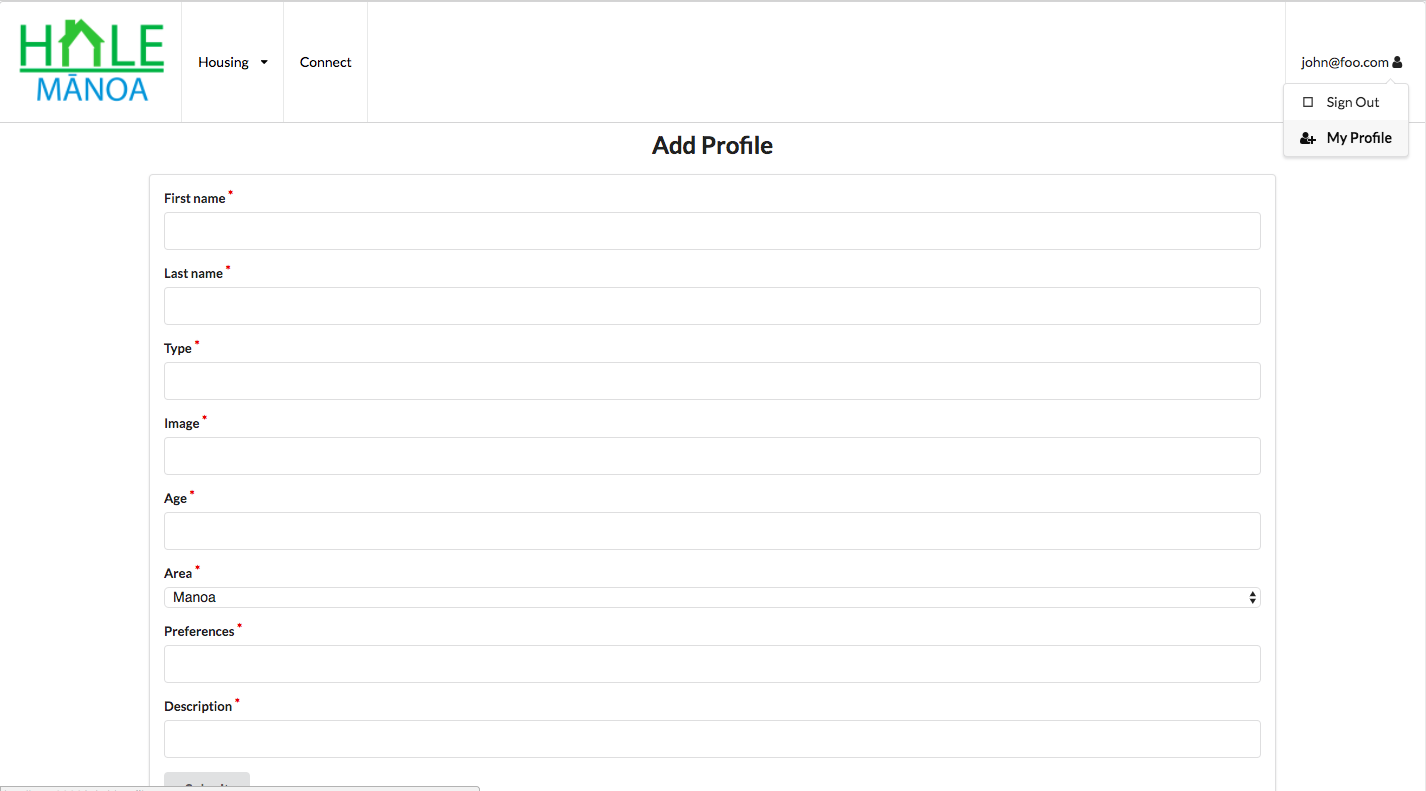 HALE
MĀNOA
Housing
Connect
john@foo.com
Sign Out
My Profile
Add Profile
First name *
Last name *
Type *
Image *
Age *
Area *
Manoa
Preferences *
Description *